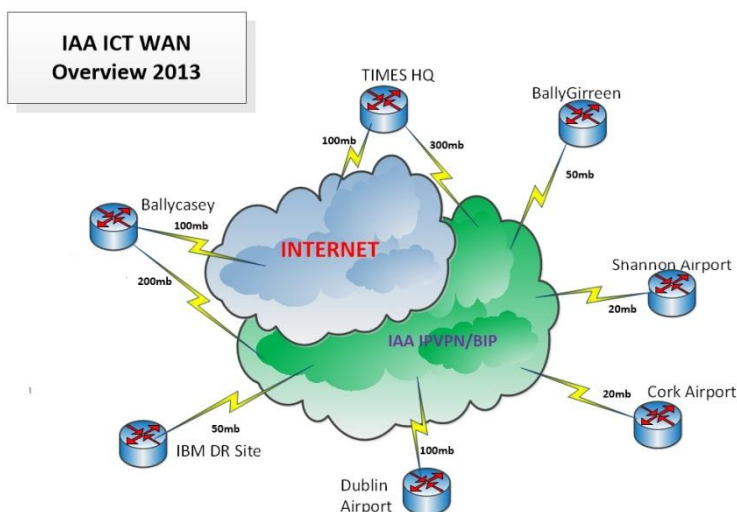 IAA ICT WAN
Overview 2013
TIMES HQ
BallyGirreen
100mb
300mb
50mb
Ballycasey
100mb
INTERNET
Shannon Airport
200mb
20mb
IAA IPVPN/BIP
20mb
Cork Airport
50mb
IBM DR Site
100mb
Dublin
Airport